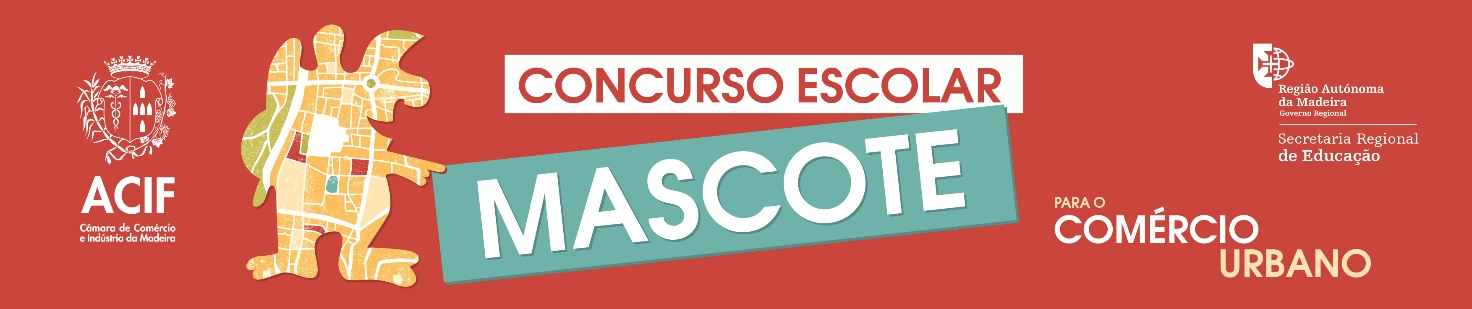 ACIF
Câmara de Comércio
e Indústria da Madeira
CONCURSO ESCOLAR
MASCOTE
Região Autónoma
da Madeira
Governo Regional
Secretaria Regional
de Educação
PARA O
COMÉRCIO
URBANO